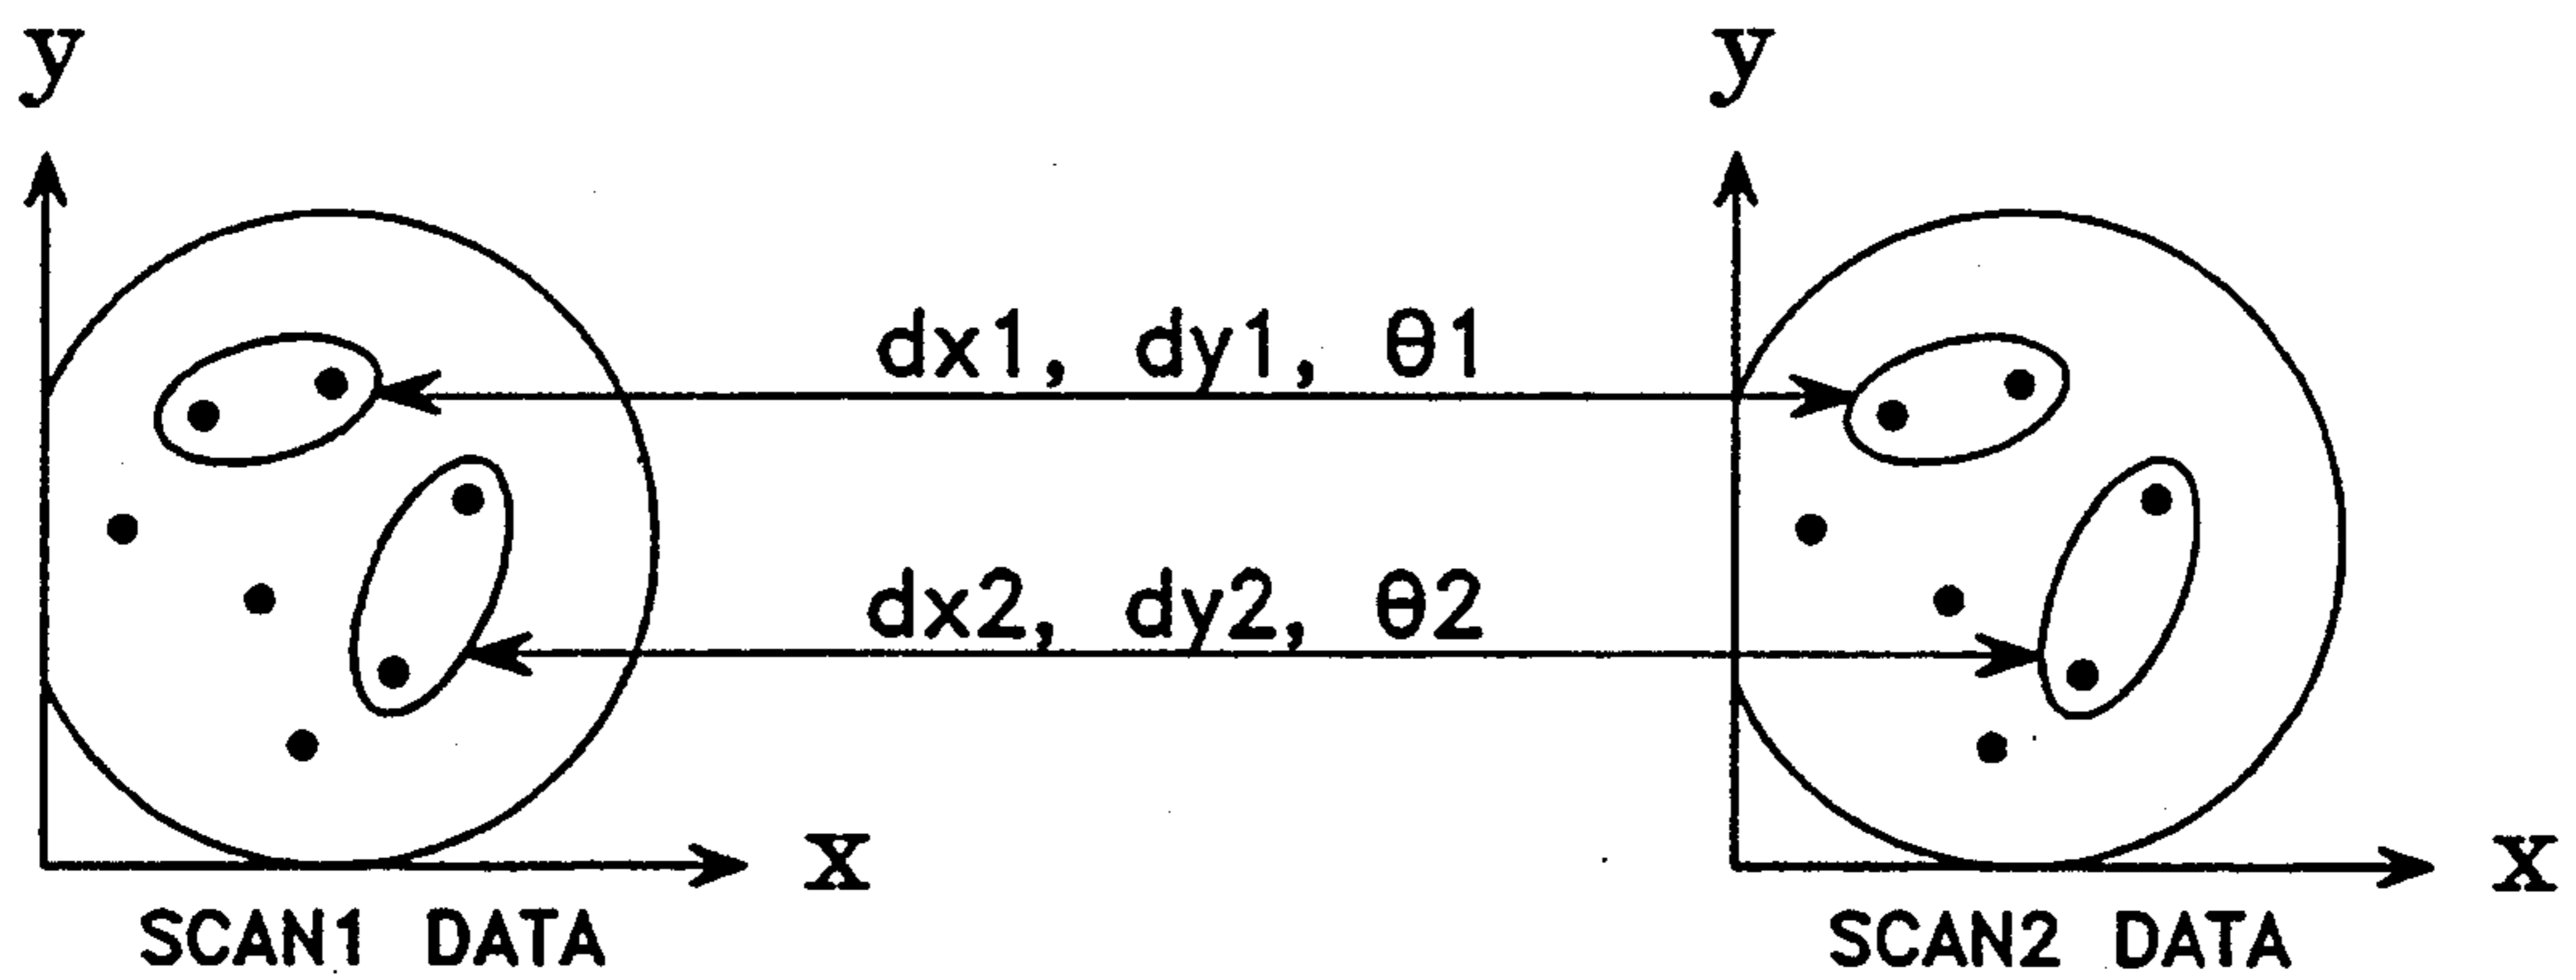 y
y
dx1, dy1, θ1
dx2, dy2, θ2
x
x
SCAN1 DATA
SCAN2 DATA